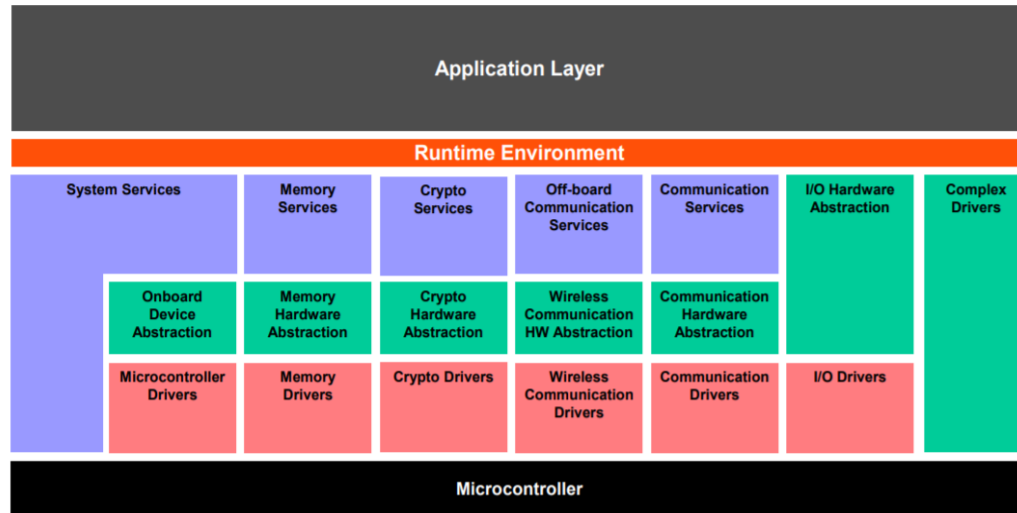 Application Layer
Runtime Environment
System Services
Memory
Services
Crypto
Services
Off-board
Communication
Services
Communication
Services
I/O Hardware
Abstraction
Complex
Drivers
Onboard
Device
Abstraction
Memory
Hardware
Abstraction
Crypto
Hardware
Abstraction
Wireless
Communication
HW Abstraction
Communication
Hardware
Abstraction
Microcontroller
Drivers
Memory
Drivers
Crypto Drivers
Wireless
Communication
Drivers
Communication
Drivers
I/O Drivers
Microcontroller